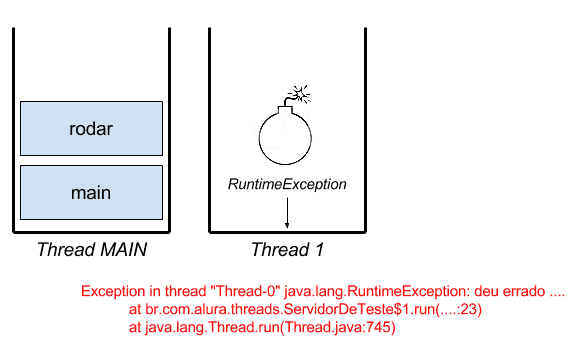 rodar
main
RuntimeException
Thread MAIN
Thread 1
Exception in thread "Thread-0" java.lang.RuntimeException: deu errado ....
at br.com.alura.threads.ServidorDeTeste$1.run(....:23)
at java.lang.Thread.run(Thread.java:745)